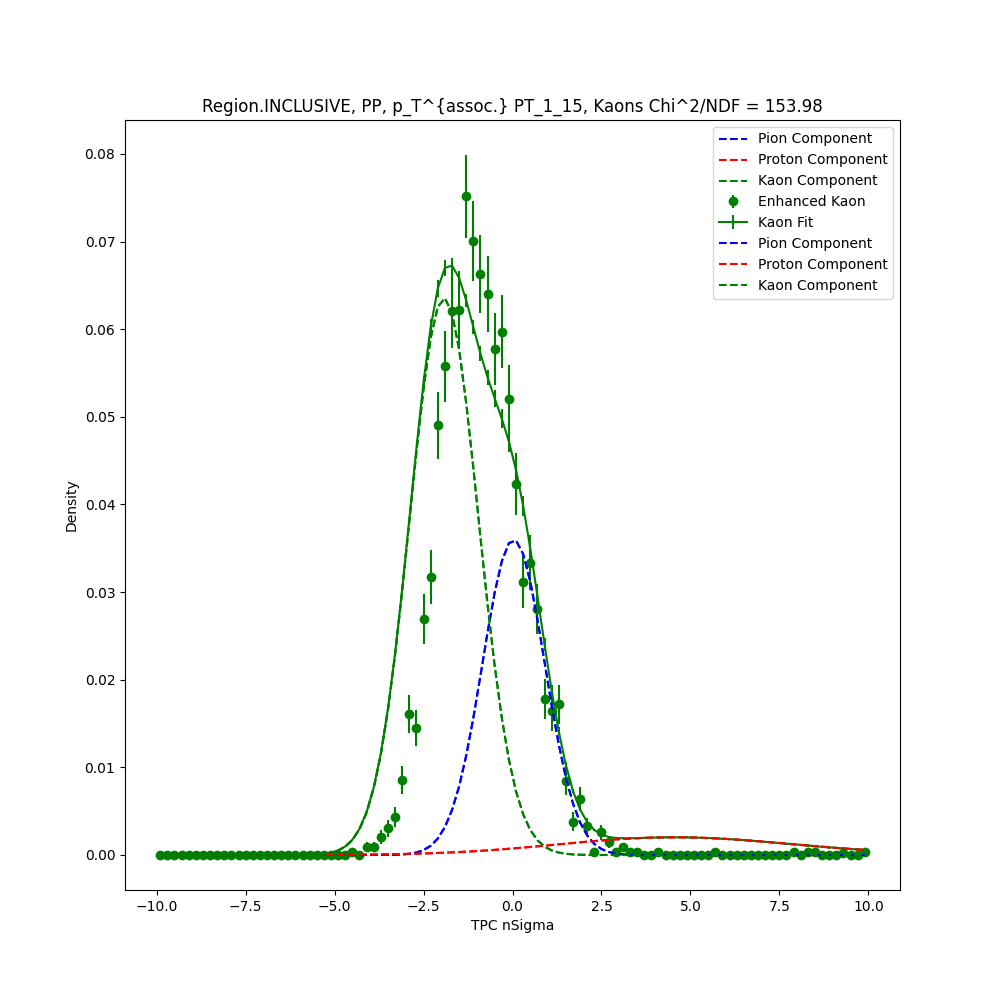 Region.INCLUSIVE, PP, p_T^{assoc.} PT_1_15, Kaons Chi^2/NDF = 153.98
Pion Component
Proton Component
Kaon Component
Enhanced Kaon
Kaon Fit
Pion Component
Proton Component
Kaon Component
0.08
0.07
0.06
0.05
0.04
0.03
0.02
0.01
0.00
Density
−10.0 −7.5 −5.0 −2.5 0.0 2.5 5.0 7.5 10.0
TPC nSigma